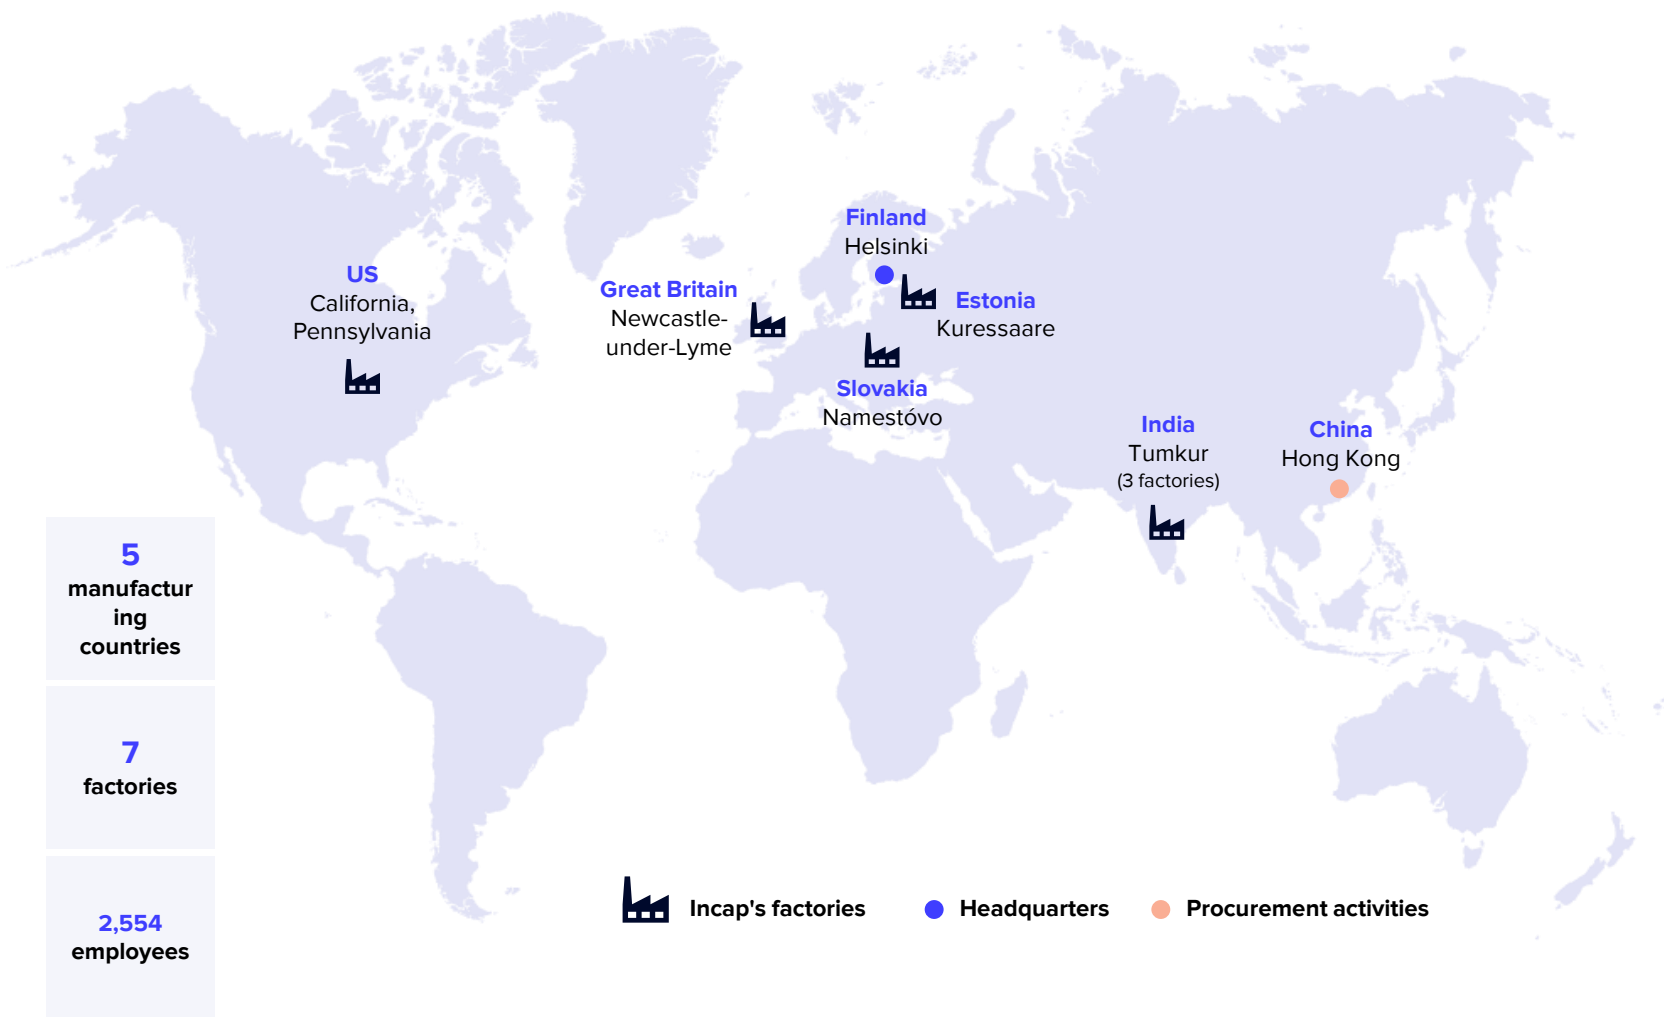 Finland
Helsinki
US
California,
Pennsylvania
Great Britain
Newcastle-
under-Lyme
Estonia
Kuressaare
Slovakia
Namestóvo
India
Tumkur
(3 factories)
China
Hong Kong
5
manufactur
ing
countries
7
factories
2,554
employees
Incap's factories
Headquarters
Procurement activities